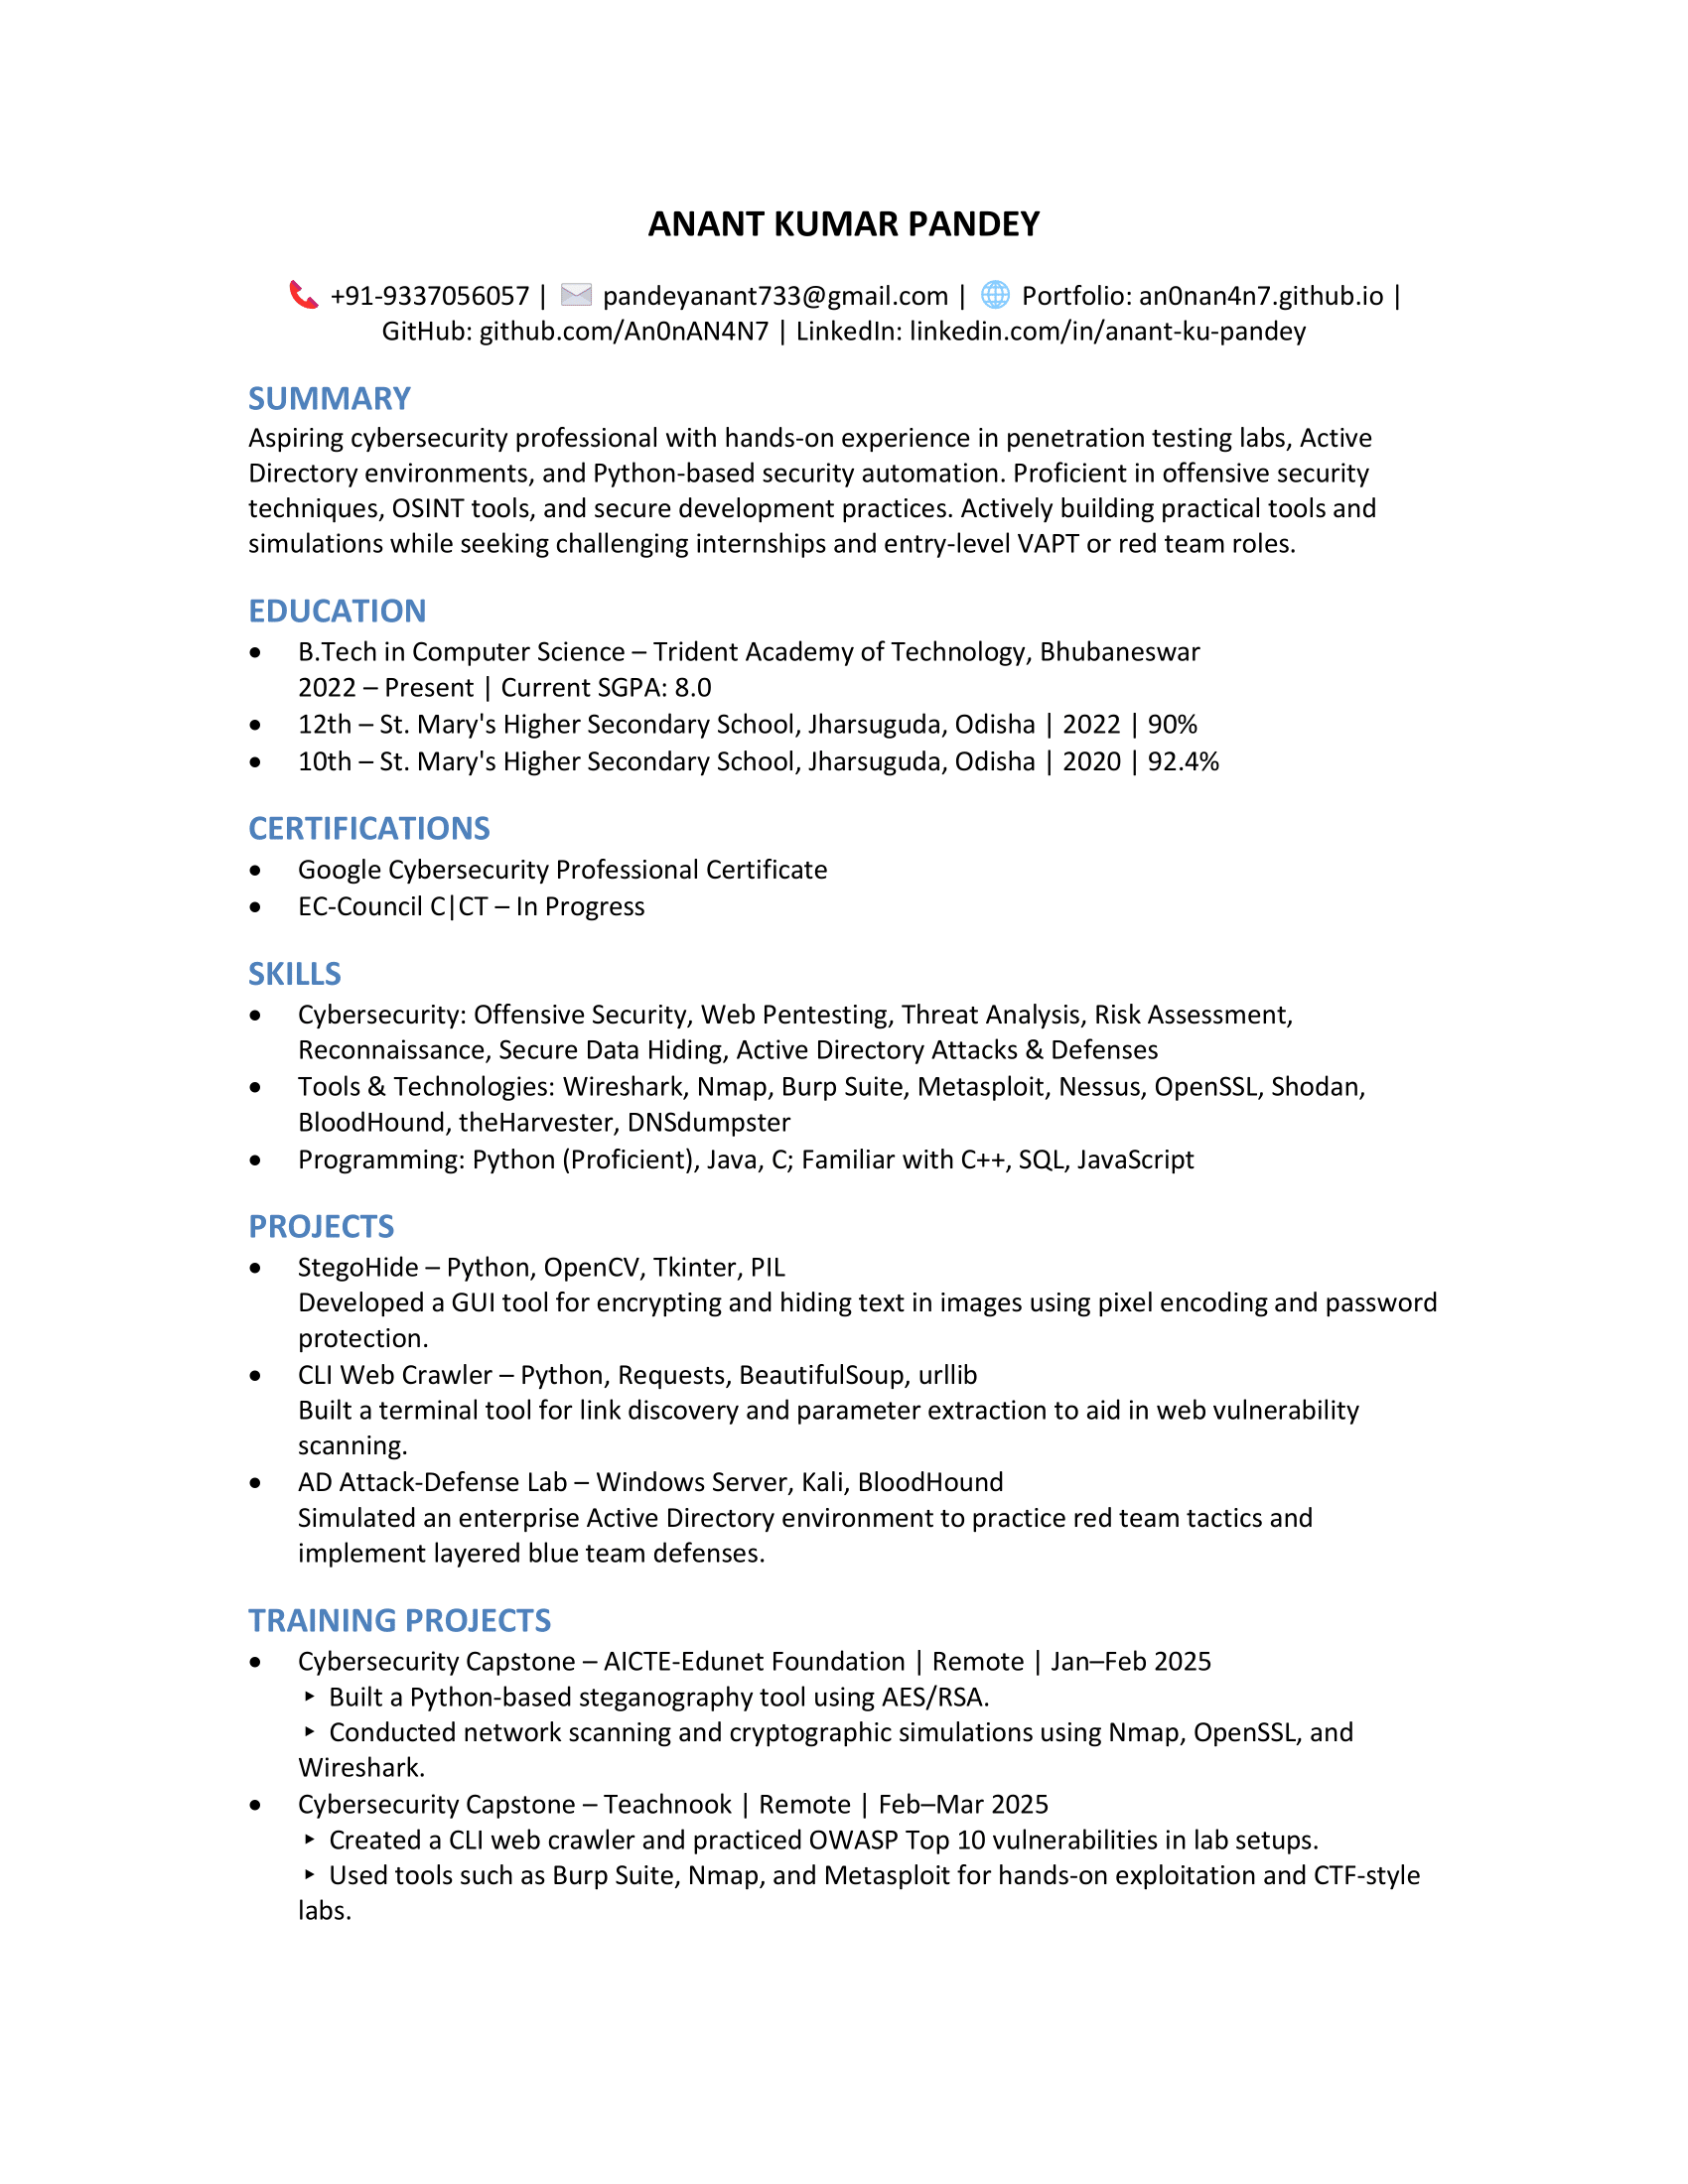 ANANT KUMAR PANDEY
📞 +91-9337056057 | ✉️ pandeyanant733@gmail.com | 🌐 Portfolio: an0nan4n7.github.io |
GitHub: github.com/An0nAN4N7 | LinkedIn: linkedin.com/in/anant-ku-pandey
SUMMARY
Aspiring cybersecurity professional with hands-on experience in penetration testing labs, Active
Directory environments, and Python-based security automation. Proficient in offensive security
techniques, OSINT tools, and secure development practices. Actively building practical tools and
simulations while seeking challenging internships and entry-level VAPT or red team roles.
EDUCATION
• B.Tech in Computer Science – Trident Academy of Technology, Bhubaneswar
2022 – Present | Current SGPA: 8.0
• 12th – St. Mary's Higher Secondary School, Jharsuguda, Odisha | 2022 | 90%
• 10th – St. Mary's Higher Secondary School, Jharsuguda, Odisha | 2020 | 92.4%
CERTIFICATIONS
• Google Cybersecurity Professional Certificate
• EC-Council C|CT – In Progress
SKILLS
• Cybersecurity: Offensive Security, Web Pentesting, Threat Analysis, Risk Assessment,
Reconnaissance, Secure Data Hiding, Active Directory Attacks & Defenses
• Tools & Technologies: Wireshark, Nmap, Burp Suite, Metasploit, Nessus, OpenSSL, Shodan,
BloodHound, theHarvester, DNSdumpster
• Programming: Python (Proficient), Java, C; Familiar with C++, SQL, JavaScript
PROJECTS
• StegoHide – Python, OpenCV, Tkinter, PIL
Developed a GUI tool for encrypting and hiding text in images using pixel encoding and password
protection.
• CLI Web Crawler – Python, Requests, BeautifulSoup, urllib
Built a terminal tool for link discovery and parameter extraction to aid in web vulnerability
scanning.
• AD Attack-Defense Lab – Windows Server, Kali, BloodHound
Simulated an enterprise Active Directory environment to practice red team tactics and
implement layered blue team defenses.
TRAINING PROJECTS
• Cybersecurity Capstone – AICTE-Edunet Foundation | Remote | Jan–Feb 2025
‣ Built a Python-based steganography tool using AES/RSA.
‣ Conducted network scanning and cryptographic simulations using Nmap, OpenSSL, and
Wireshark.
• Cybersecurity Capstone – Teachnook | Remote | Feb–Mar 2025
‣ Created a CLI web crawler and practiced OWASP Top 10 vulnerabilities in lab setups.
‣ Used tools such as Burp Suite, Nmap, and Metasploit for hands-on exploitation and CTF-style
labs.